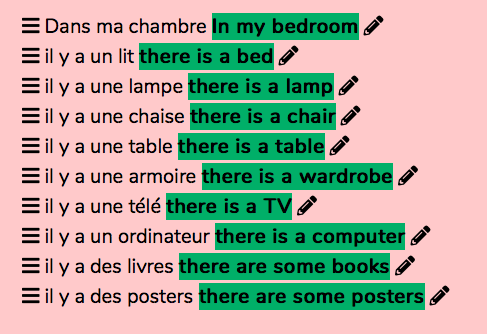 Dans ma chambre In my bedroom
il y a un lit there is a bed
il y a une lampe there is a lamp
il y a une chaise there is a chair
il y a une table there is a table
il y a une armoire there is a wardrobe
il y a une télé there is a TV
il y a un ordinateur there is a computer
il y a des livres there are some books
il y a des posters there are some posters